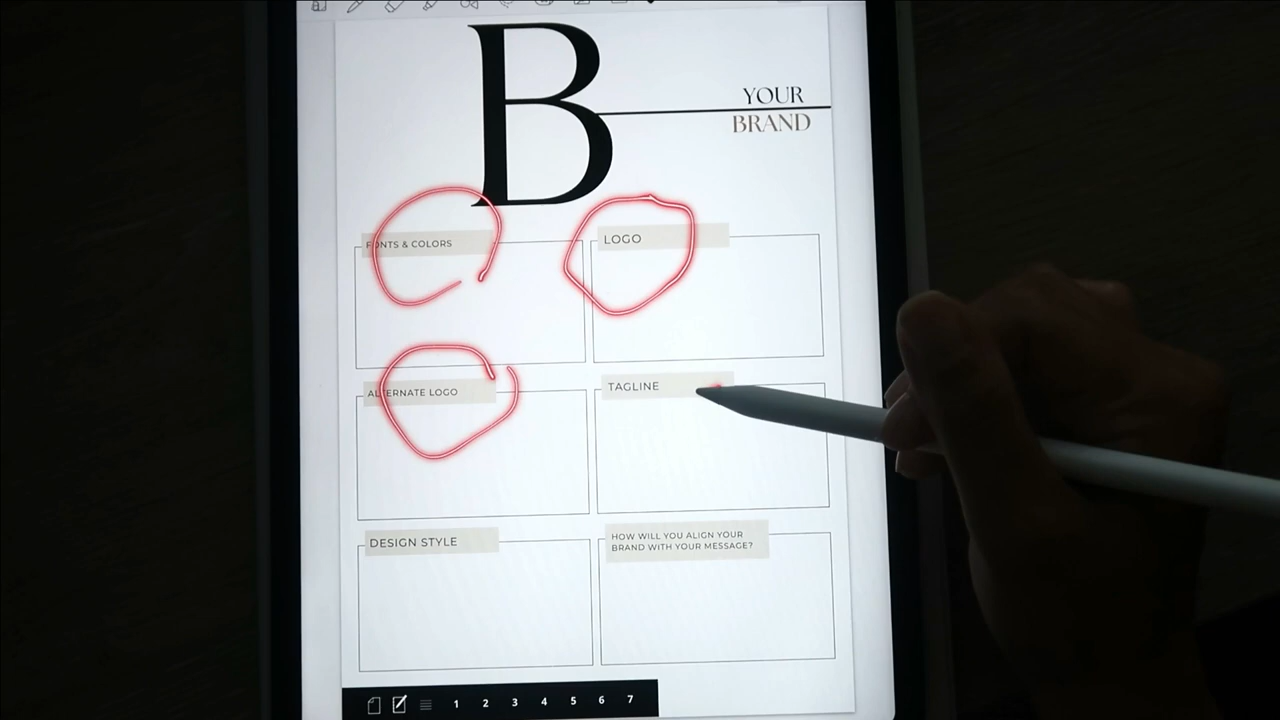 B
YOUR
BRAND
FONTS & COLORS
LOGO
ALTERNATE LOGO
TAGLINE
DESIGN STYLE
HOW WILL YOU ALIGN YOUR
BRAND WITH YOUR MESSAGE?
1 2 3 4 5 6 7